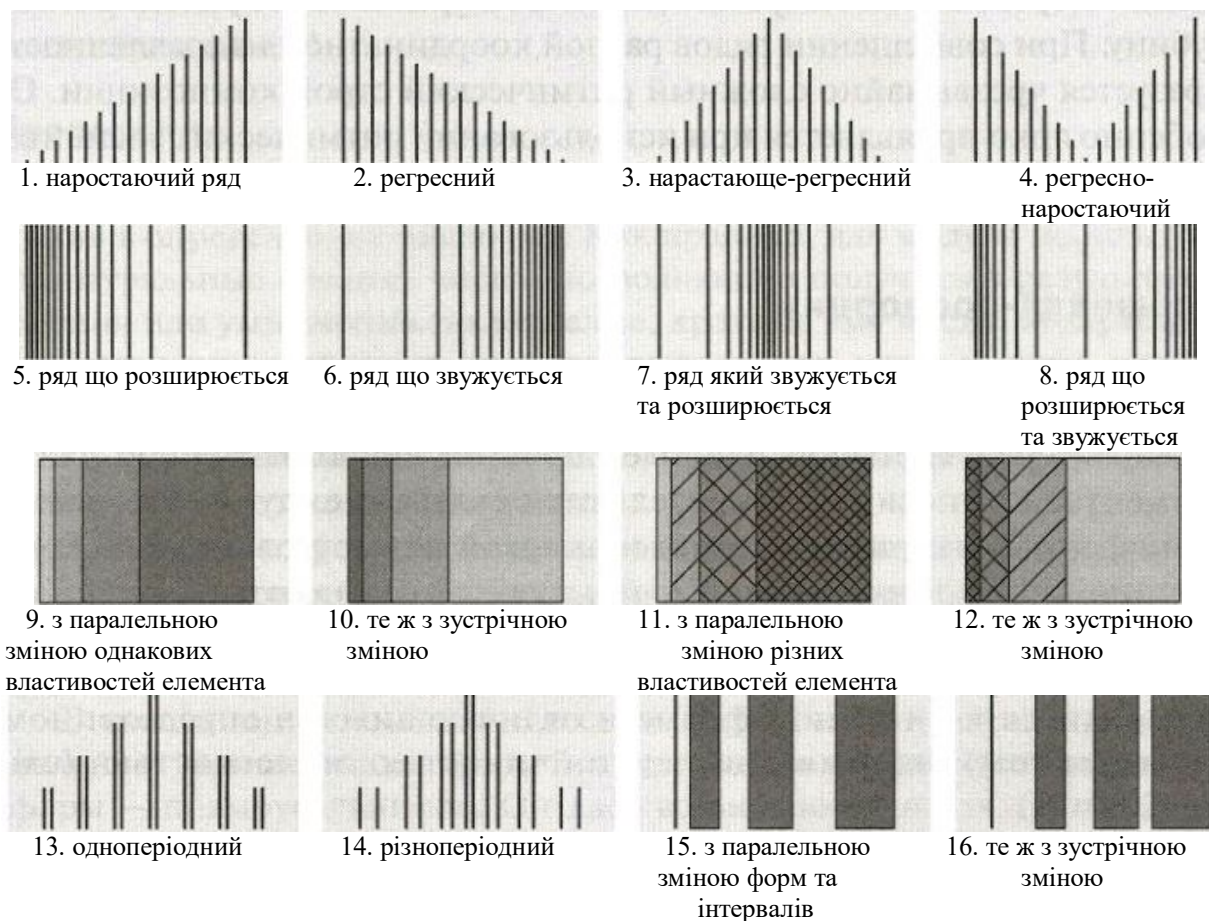 1. наростаючий ряд
2. регресний
3. нарастающе-регресний
4. регресно-
наростаючий
5. ряд що розширюється
6. ряд що звужується
7. ряд який звужується
та розширюється
8. ряд що
розширюється
та звужується
9. з паралельною
зміною однакових
властивостей елемента
10. те ж з зустрічною
зміною
11. з паралельною
зміною різних
властивостей елемента
12. те ж з зустрічною
зміною
13. одноперіодний
14. різноперіодний
15. з паралельною
зміною форм та
інтервалів
16. те ж з зустрічною
зміною